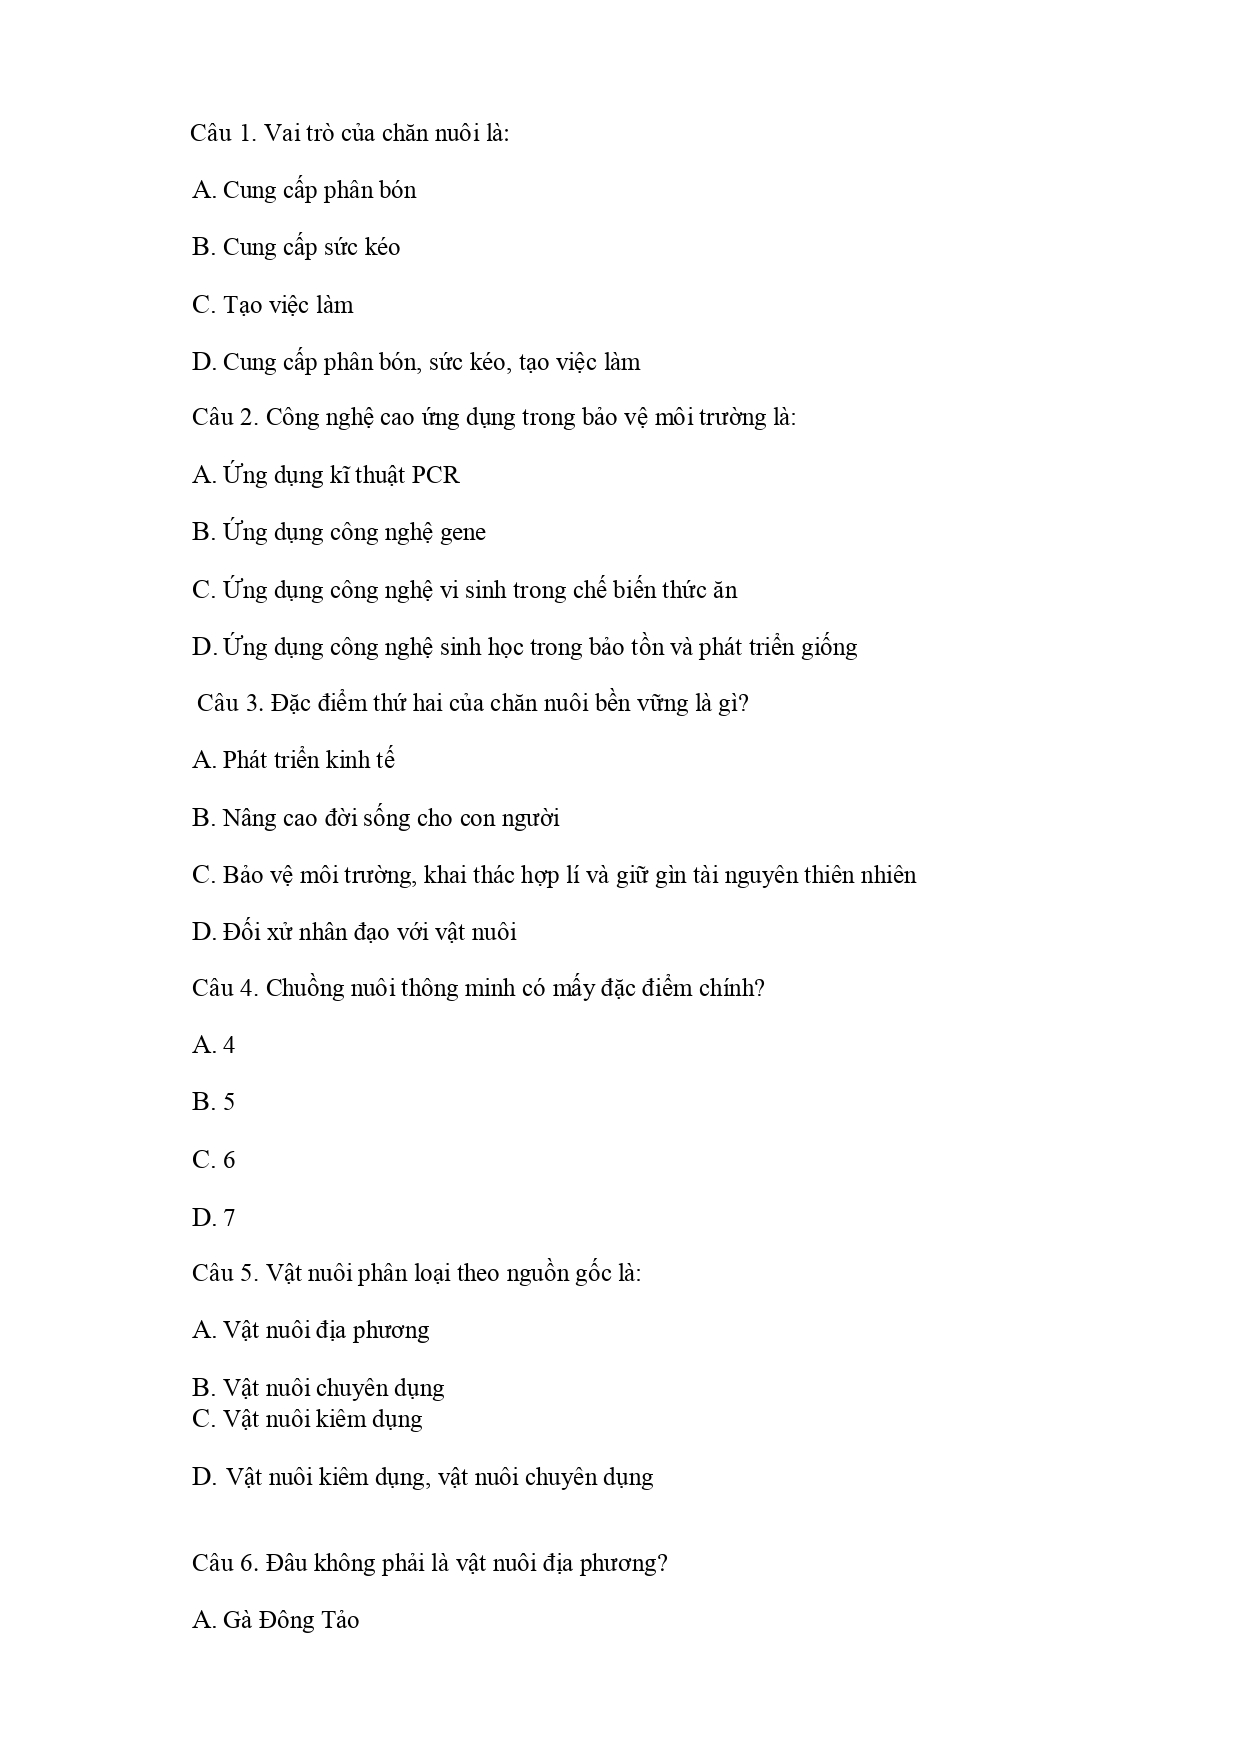 Câu 1. Vai trò của chăn nuôi là:
A. Cung cấp phân bón
B. Cung cấp sức kéo
C. Tạo việc làm
D. Cung cấp phân bón, sức kéo, tạo việc làm
Câu 2. Công nghệ cao ứng dụng trong bảo vệ môi trường là:
A. Ứng dụng kĩ thuật PCR
B. Ứng dụng công nghệ gene
C. Ứng dụng công nghệ vi sinh trong chế biến thức ăn
D. Ứng dụng công nghệ sinh học trong bảo tồn và phát triển giống
Câu 3. Đặc điểm thứ hai của chăn nuôi bền vững là gì?
A. Phát triển kinh tế
B. Nâng cao đời sống cho con người
C. Bảo vệ môi trường, khai thác hợp lí và giữ gìn tài nguyên thiên nhiên
D. Đối xử nhân đạo với vật nuôi
Câu 4. Chuồng nuôi thông minh có mấy đặc điểm chính?
A. 4
B. 5
C. 6
D. 7
Câu 5. Vật nuôi phân loại theo nguồn gốc là:
A. Vật nuôi địa phương
B. Vật nuôi chuyên dụng
C. Vật nuôi kiêm dụng
D. Vật nuôi kiêm dụng, vật nuôi chuyên dụng
Câu 6. Đâu không phải là vật nuôi địa phương?
A. Gà Đông Tảo